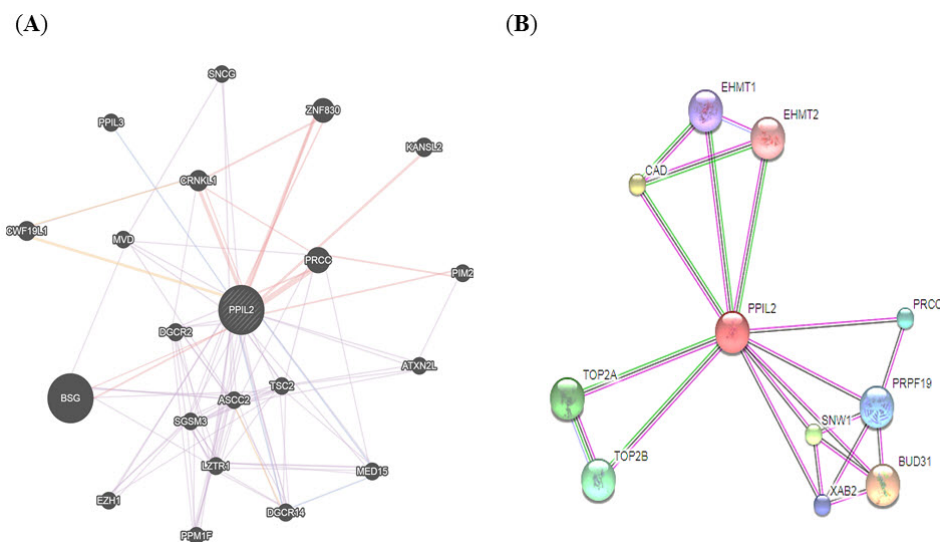 (A)
(B)
SNCG
ZNF830
PPIL3
KANSL2
CRNKL1
CWF19L1
MVD
PRCC
PIM2
PPIL2
DGCR2
ATXN2L
BSG
TSC2
ASCC2
SGSM3
LZTR1
MED15
EZH1
DGCR14
PPM1F
EHMT1
EHMT2
CAD
PPIL2
PRCC
TOP2A
PRPF19
SNW1
TOP2B
BUD31
XAB2